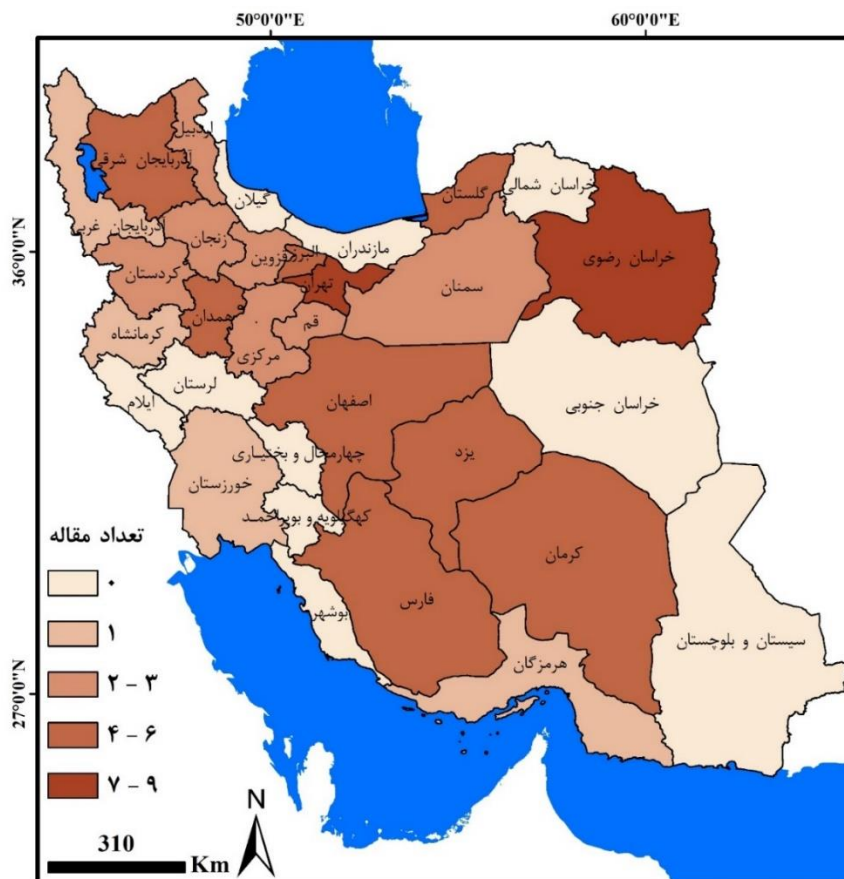 50°0'0"E
60°0'0"E
36°0'0"N
27°0'0"N
اردبیل
آذربایجان شرقی
گیلان
گلستان
خراسان شمالی
آذربایجان غربی
زنجان
مازندران
خراسان رضوی
البرز
قزوین
کردستان
تهران
سمنان
همدان
قم
کرمانشاه
مرکزی
لرستان
اصفهان
خراسان جنوبی
ایلام
چهارمحال و بختیاری
یزد
خوزستان
کهگیلویه و بویراحمد
کرمان
فارس
بوشهر
سیستان و بلوچستان
هرمزگان
تعداد مقاله
۰
۱
۲ - ۳
۴ - ۶
۷ - ۹
N
310
Km